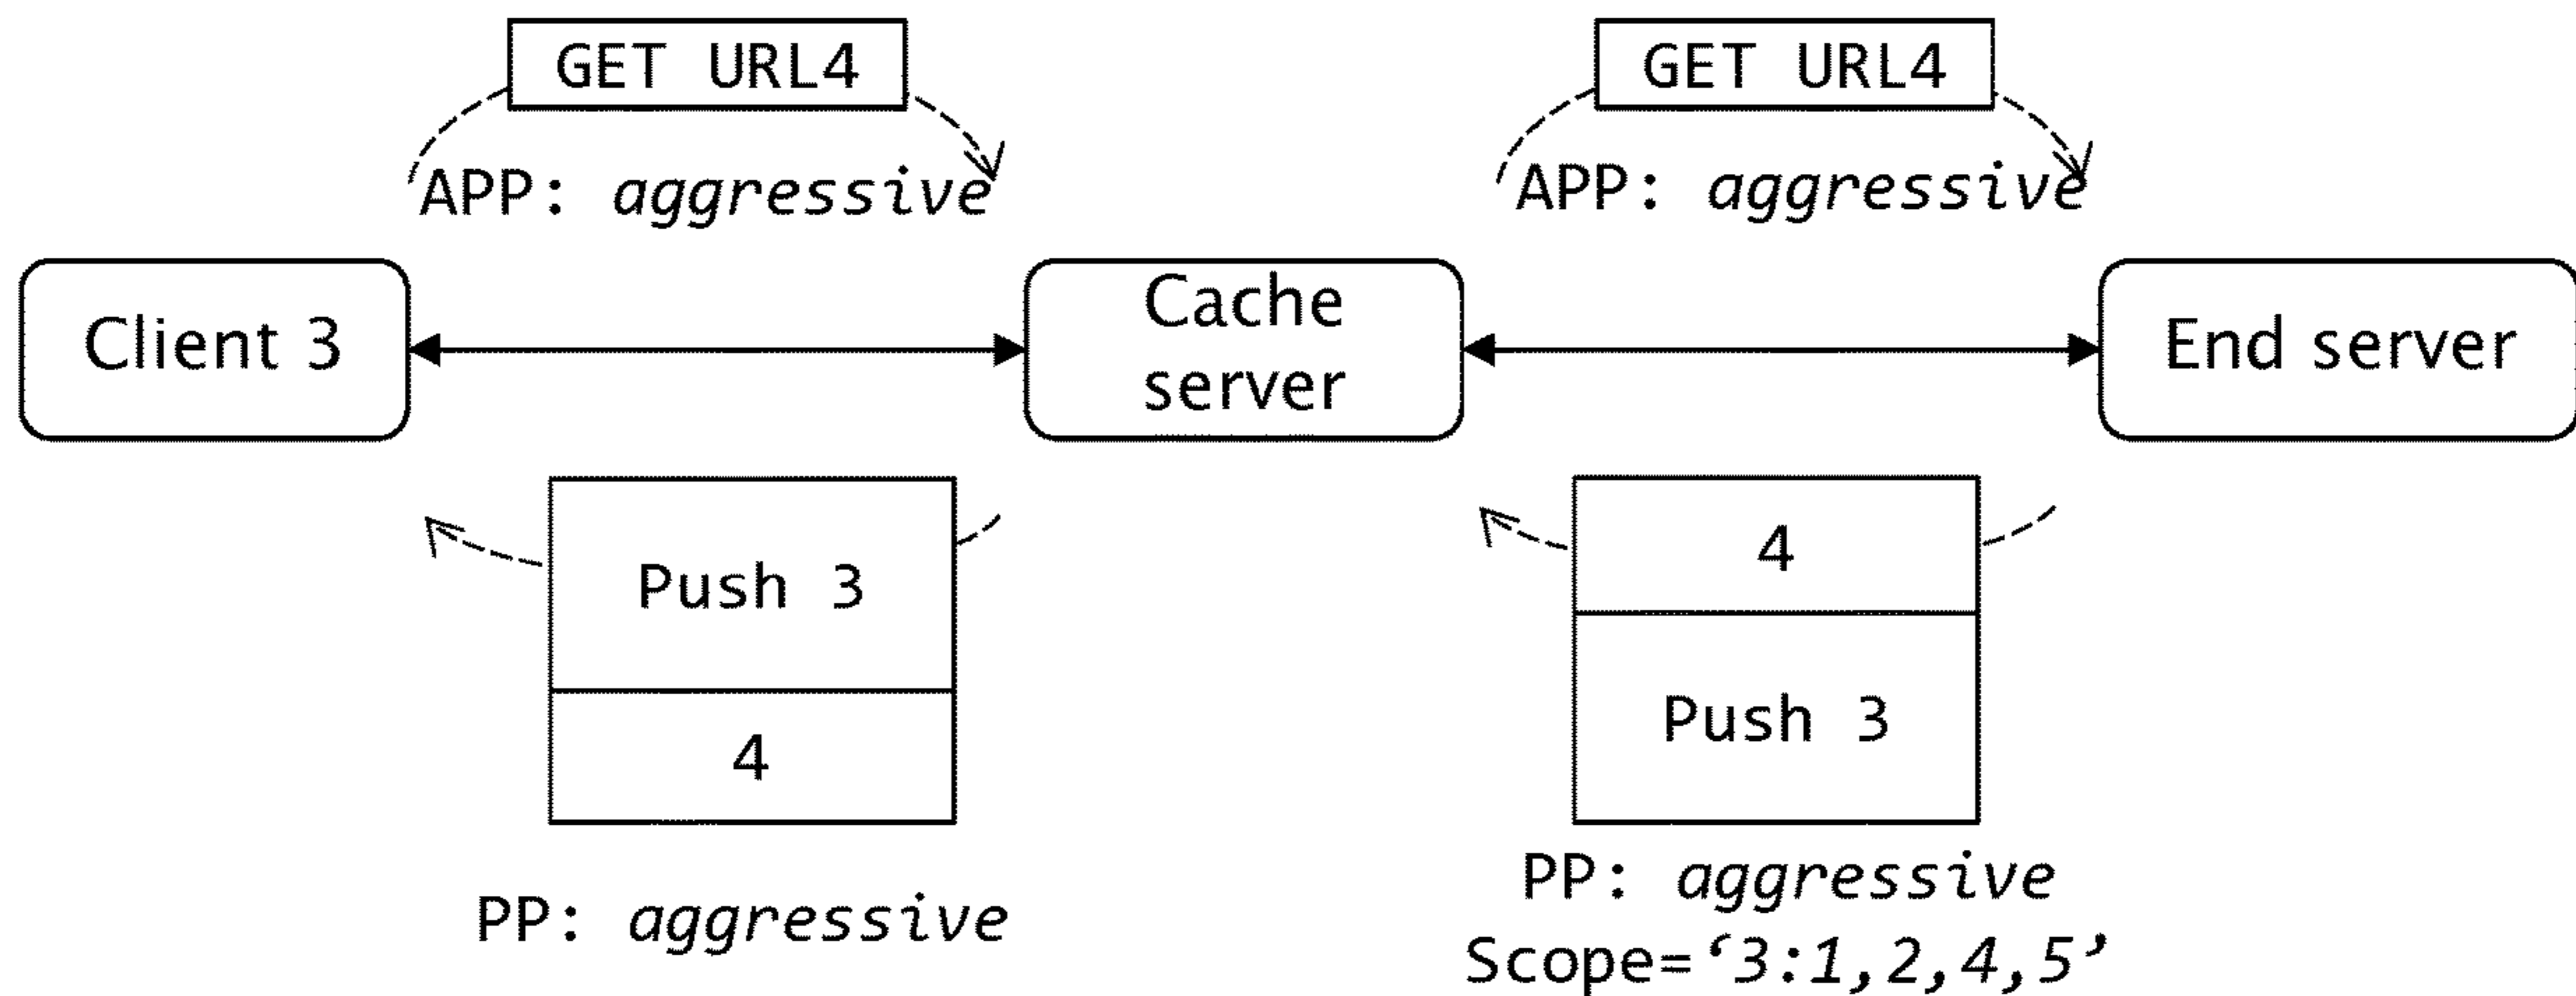 GET URL4
GET URL4
APP: aggressive
APP: aggressive
Client 3
Cache
server
End server
Push 3
4
4
Push 3
PP: aggressive
PP: aggressive
Scope=‘3:1,2,4,5’